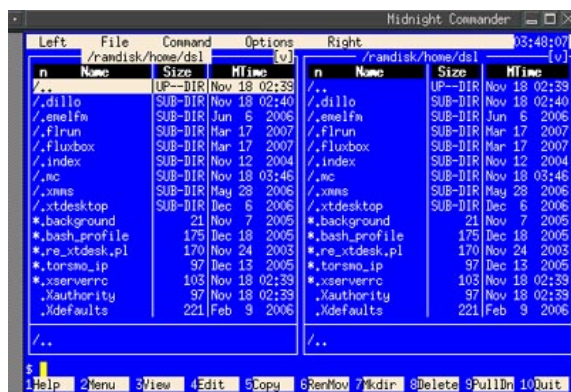 Midnight Commander
Left File Command Options Right 03:48:07
/ramdisk/home/dsl [v] /ramdisk/home/dsl [v]
n Name Size MTime n Name Size MTime
/.. UP--DIR Nov 18 02:39 /.. UP--DIR Nov 18 02:39
/.dillo SUB-DIR Nov 18 02:40 /.dillo SUB-DIR Nov 18 02:40
/.emelfm SUB-DIR Jun 6 2006 /.emelfm SUB-DIR Jun 6 2006
/.flrun SUB-DIR Mar 17 2007 /.flrun SUB-DIR Mar 17 2007
/.fluxbox SUB-DIR Mar 17 2007 /.fluxbox SUB-DIR Mar 17 2007
/.index SUB-DIR Nov 12 2004 /.index SUB-DIR Nov 12 2004
/.mc SUB-DIR Nov 18 03:46 /.mc SUB-DIR Nov 18 03:46
/.xmms SUB-DIR May 28 2006 /.xmms SUB-DIR May 28 2006
/.xtdesktop SUB-DIR Dec 6 2006 /.xtdesktop SUB-DIR Dec 6 2006
*.background 21 Nov 7 2005 *.background 21 Nov 7 2005
*.bash_profile 175 Dec 18 2005 *.bash_profile 175 Dec 18 2005
*.re_xtdesk.pl 170 Nov 24 2003 *.re_xtdesk.pl 170 Nov 24 2003
*.torsmo_ip 97 Dec 13 2005 *.torsmo_ip 97 Dec 13 2005
*.xserverrc 103 Nov 18 02:39 *.xserverrc 103 Nov 18 02:39
.Xauthority 97 Nov 18 02:39 .Xauthority 97 Nov 18 02:39
.Xdefaults 221 Feb 9 2006 .Xdefaults 221 Feb 9 2006
/.. /..
$
1Help 2Menu 3View 4Edit 5Copy 6RenMov 7Mkdir 8Delete 9PullDn 10Quit